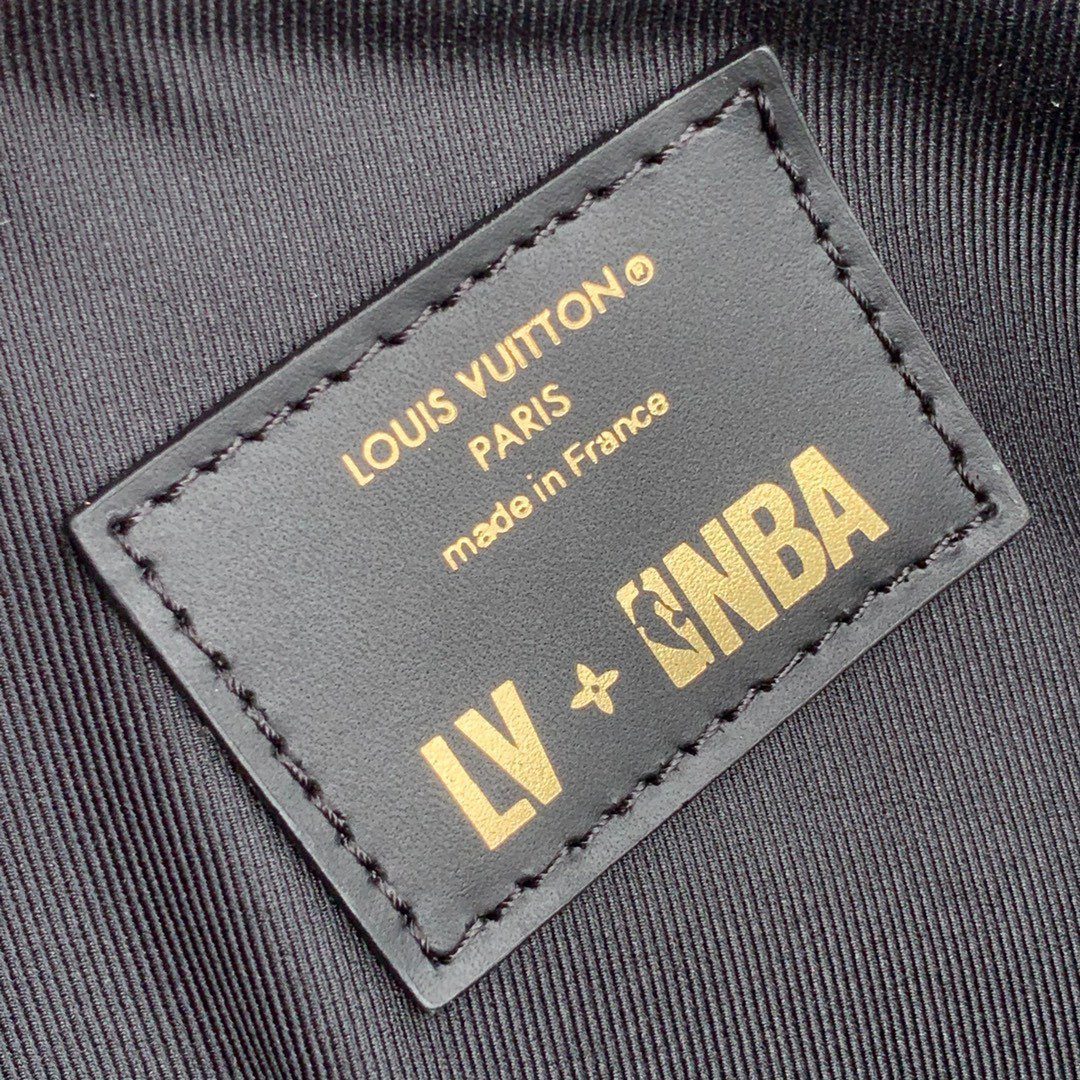 LOUIS VUITTON®
PARIS
made in France
LV + NBA